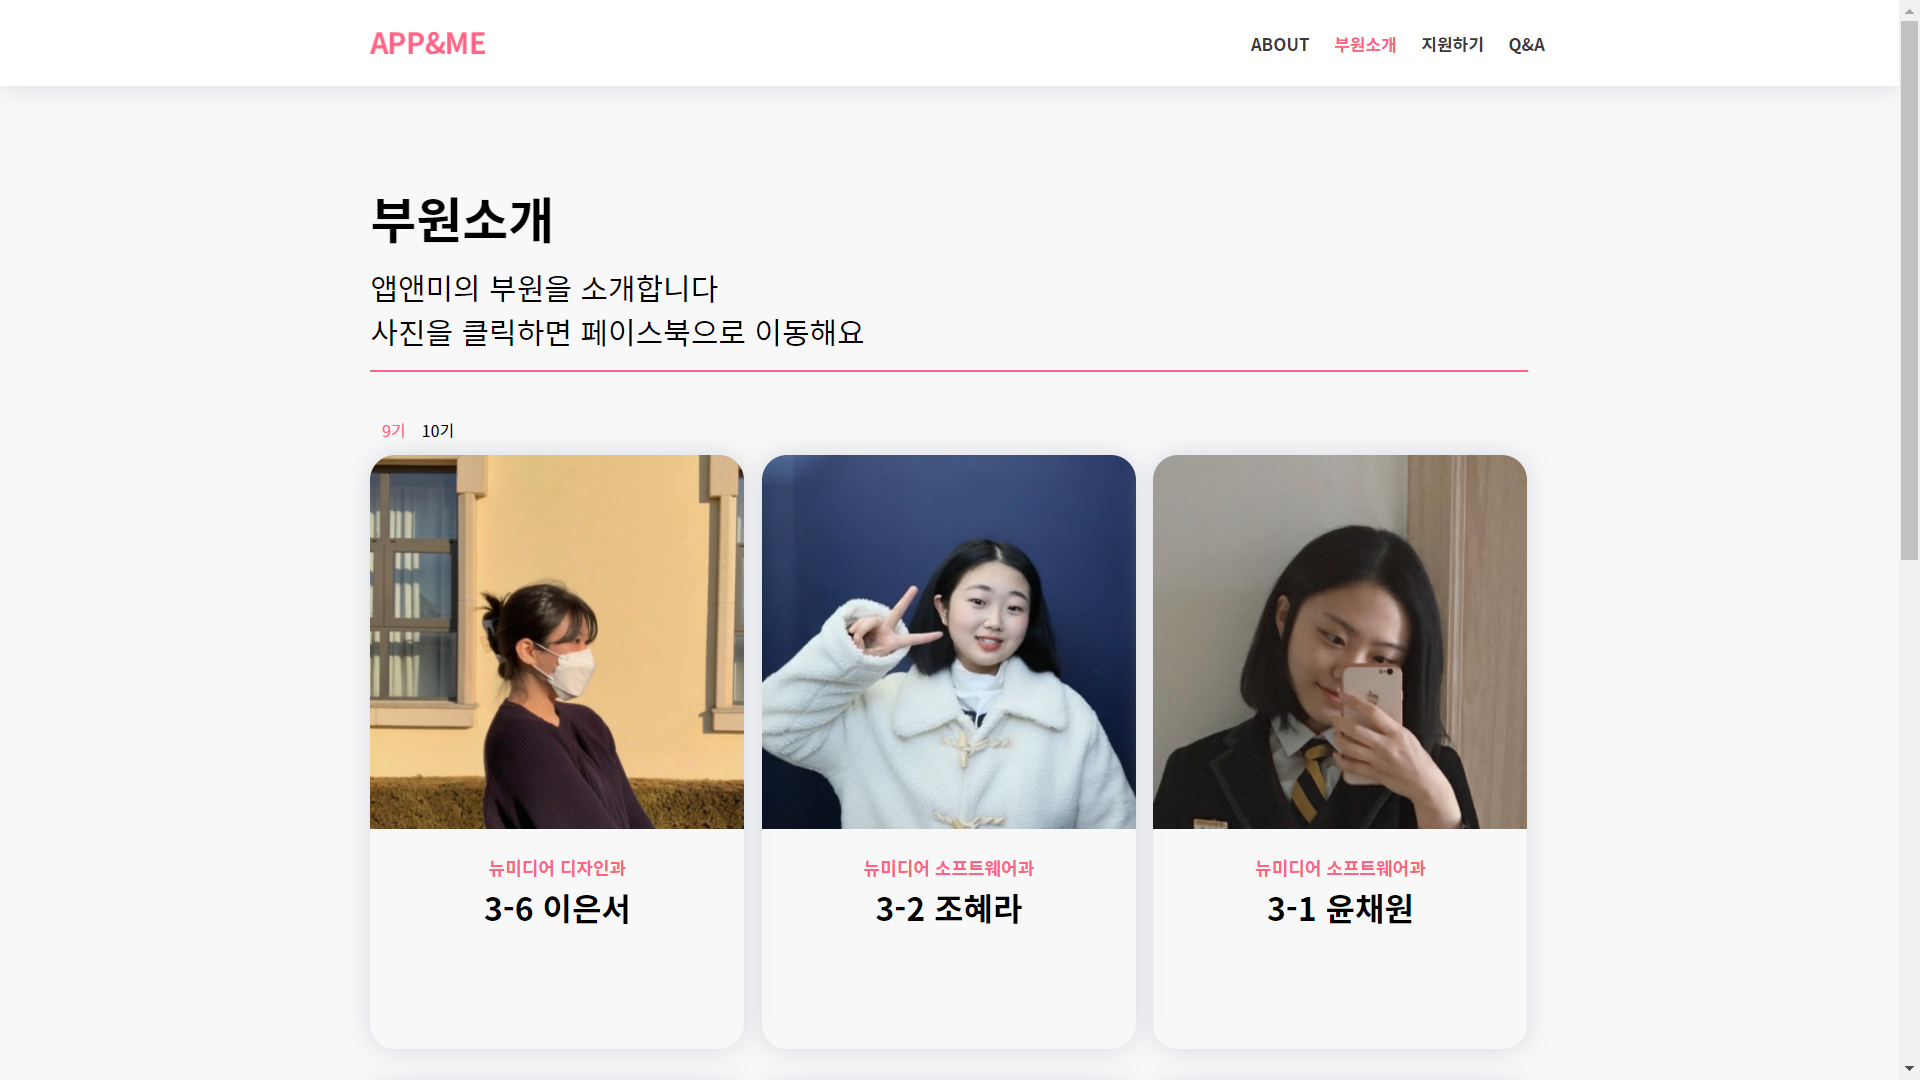 APP&ME
ABOUT 부원소개 지원하기 Q&A
부원소개
앱앤미의 부원을 소개합니다
사진을 클릭하면 페이스북으로 이동해요
9기 10기
뉴미디어 디자인과
3-6 이은서
뉴미디어 소프트웨어과
3-2 조혜라
뉴미디어 소프트웨어과
3-1 윤채원